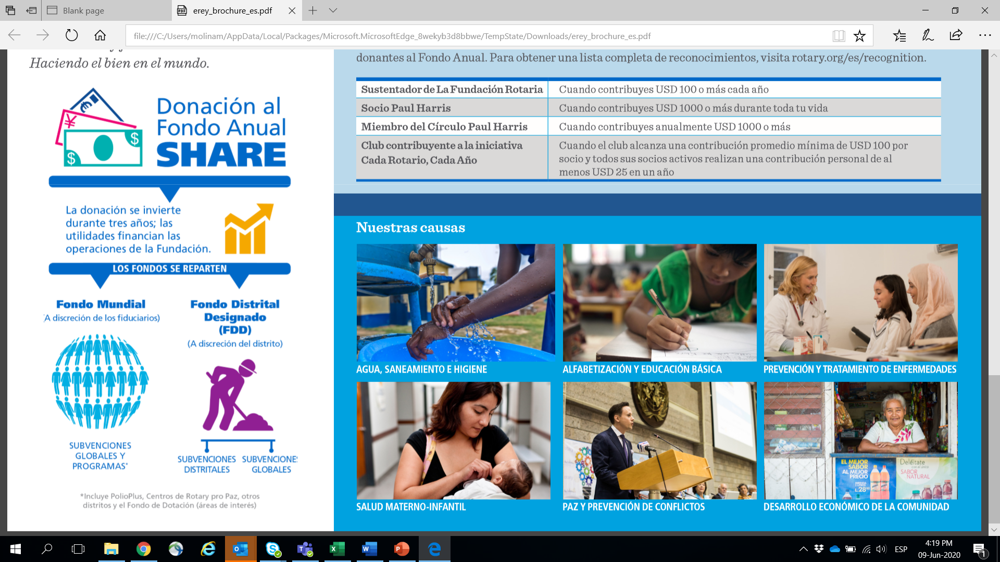 Blank page
erey_brochure_es.pdf
file:///C:/Users/molinam/AppData/Local/Packages/Microsoft.MicrosoftEdge_8wekyb3d8bbwe/TempState/Downloads/erey_brochure_es.pdf
Haciendo el bien en el mundo.
Donación al
Fondo Anual
SHARE
La donación se invierte
durante tres años; las
utilidades financian las
operaciones de la Fundación.
LOS FONDOS SE REPARTEN
Fondo Mundial
(A discreción de los fiduciarios)
Fondo Distrital
Designado
(FDD)
(A discreción del distrito)
SUBVENCIONES
GLOBALES Y
PROGRAMAS*
SUBVENCIONES
DISTRITALES
SUBVENCIONES
GLOBALES
*Incluye PolioPlus, Centros de Rotary pro Paz, otros
distritos y el Fondo de Dotación (áreas de interés)
donantes al Fondo Anual. Para obtener una lista completa de reconocimientos, visita rotary.org/es/recognition.
Sustentador de La Fundación Rotaria Cuando contribuyes USD 100 o más cada año
Socio Paul Harris Cuando contribuyes USD 1000 o más durante toda tu vida
Miembro del Círculo Paul Harris Cuando contribuyes anualmente USD 1000 o más
Club contribuyente a la iniciativa
Cada Rotario, Cada Año
Cuando el club alcanza una contribución promedio mínima de USD 100 por
socio y todos sus socios activos realizan una contribución personal de al
menos USD 25 en un año
Nuestras causas
AGUA, SANEAMIENTO E HIGIENE
ALFABETIZACIÓN Y EDUCACIÓN BÁSICA
PREVENCIÓN Y TRATAMIENTO DE ENFERMEDADES
EL MEJOR
SABOR
AL MEJOR
PRECIO
Deléitate
SABOR
NATURAL
SALUD MATERNO-INFANTIL
PAZ Y PREVENCIÓN DE CONFLICTOS
DESARROLLO ECONÓMICO DE LA COMUNIDAD
ESP
4:19 PM
09-Jun-2020
1